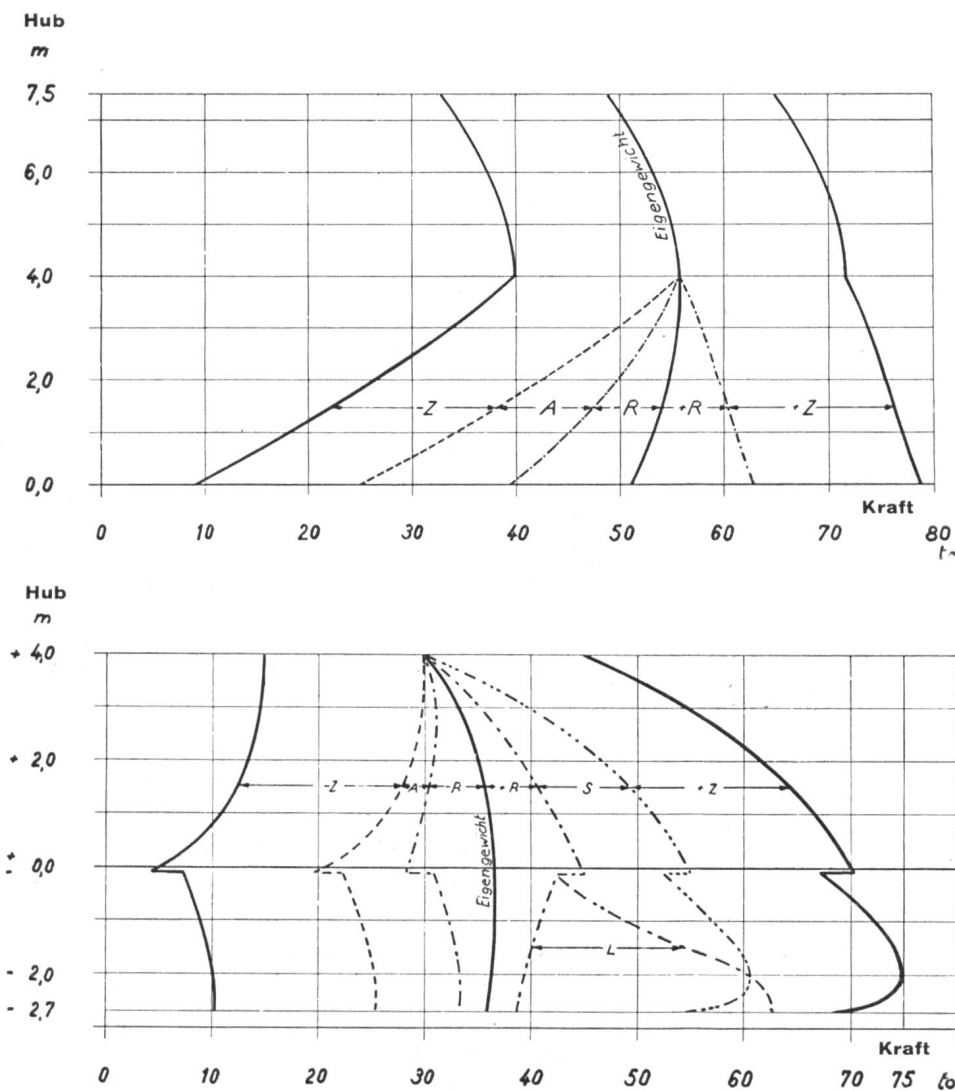 Hub
m
7,5
6,0
4,0
2,0
0,0
Eigengewicht
-Z A R +R +Z
Kraft
0 10 20 30 40 50 60 70 80
Hub
m
+ 4,0
+ 2,0
0,0
- 2,0
- 2,7
-Z A -R +R S +Z
Eigengewicht
L
Kraft
0 10 20 30 40 50 60 70 75